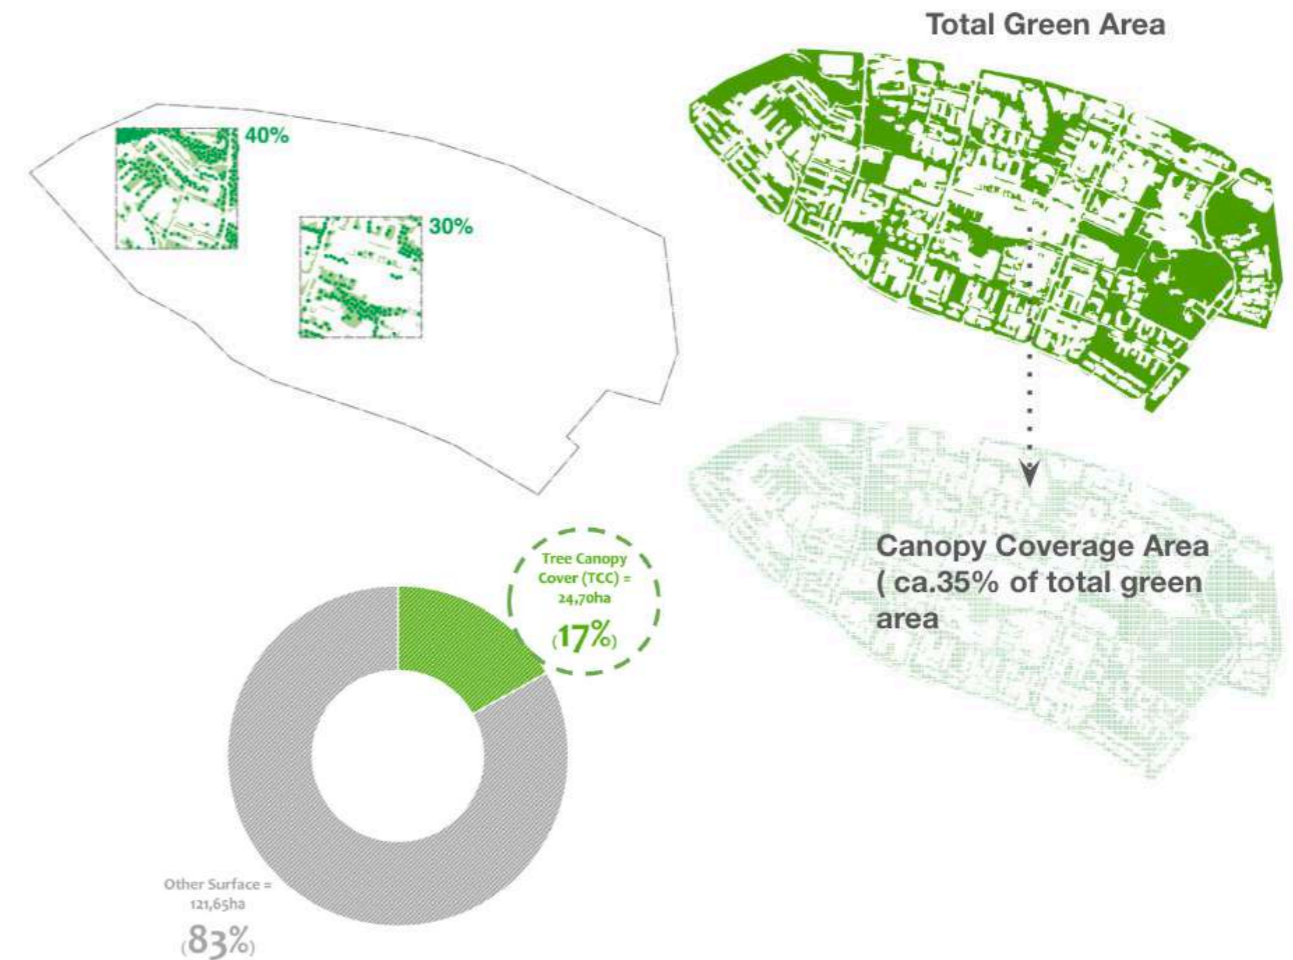 Total Green Area
40%
30%
Canopy Coverage Area
( ca.35% of total green
area
Tree Canopy
Cover (TCC) =
24,70ha
(17%)
Other Surface =
121,65ha
(83%)